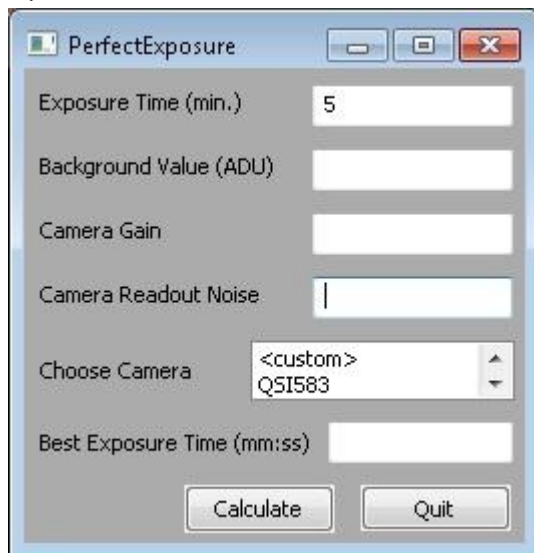 PerfectExposure
Exposure Time (min.) 5
Background Value (ADU)
Camera Gain
Camera Readout Noise
Choose Camera <custom>
QSI583
Best Exposure Time (mm:ss)
Calculate Quit